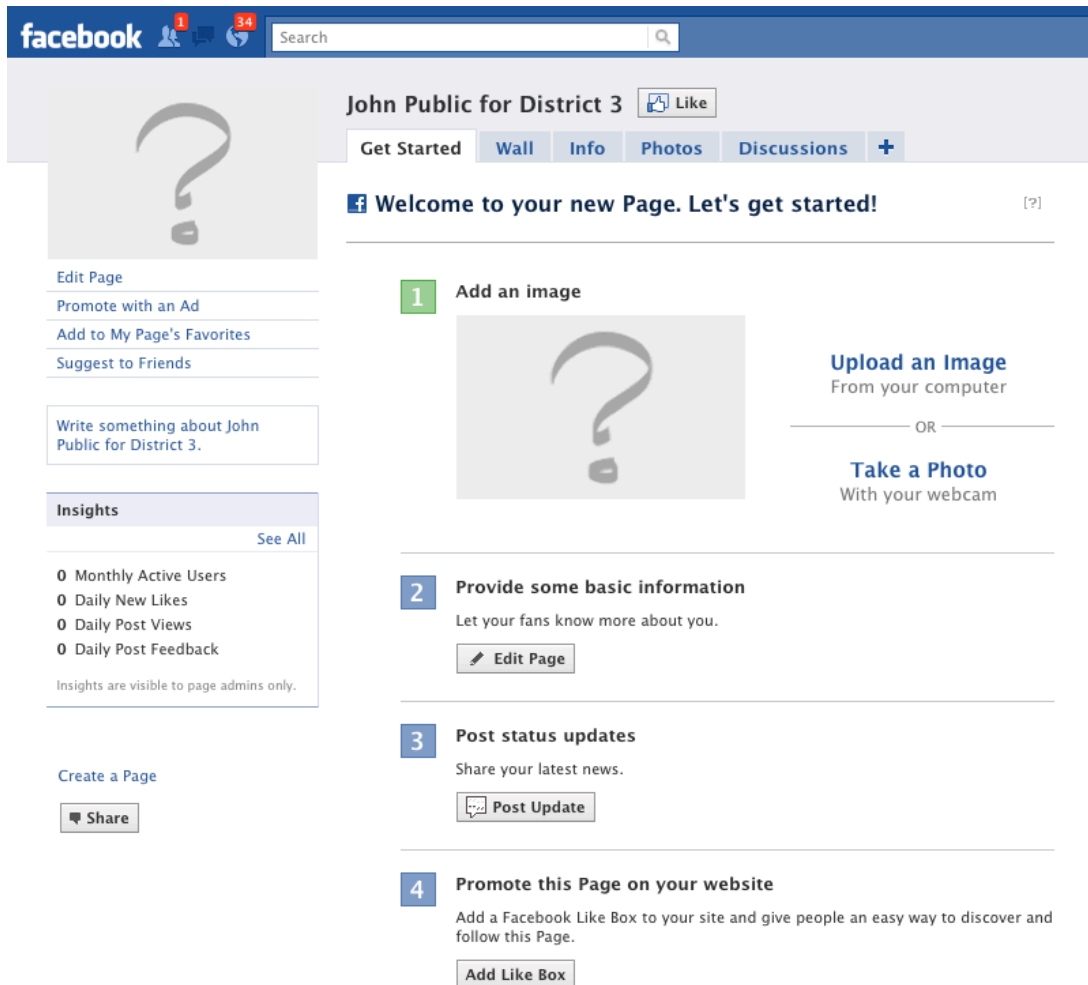 facebook
1
34
Search
John Public for District 3
Like
Get Started
Wall
Info
Photos
Discussions
+
Welcome to your new Page. Let's get started!
[?]
Edit Page
Promote with an Ad
Add to My Page's Favorites
Suggest to Friends
Write something about John
Public for District 3.
Insights
See All
0 Monthly Active Users
0 Daily New Likes
0 Daily Post Views
0 Daily Post Feedback
Insights are visible to page admins only.
Create a Page
Share
1
Add an image
?
Upload an Image
From your computer
OR
Take a Photo
With your webcam
2
Provide some basic information
Let your fans know more about you.
Edit Page
3
Post status updates
Share your latest news.
Post Update
4
Promote this Page on your website
Add a Facebook Like Box to your site and give people an easy way to discover and
follow this Page.
Add Like Box